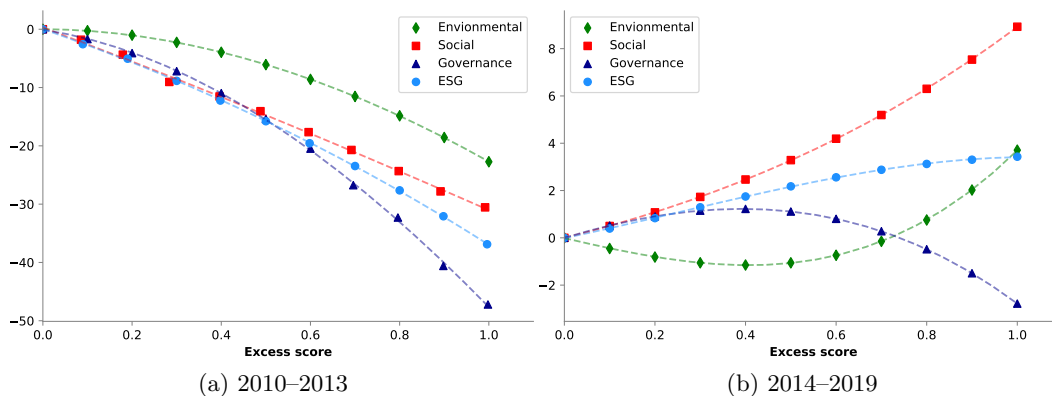 0
−10
−20
−30
−40
−50
0.0 0.2 0.4 0.6 0.8 1.0
Excess score
Envionmental
Social
Governance
ESG
(a) 2010–2013
8
6
4
2
0
−2
0.0 0.2 0.4 0.6 0.8 1.0
Excess score
Envionmental
Social
Governance
ESG
(b) 2014–2019